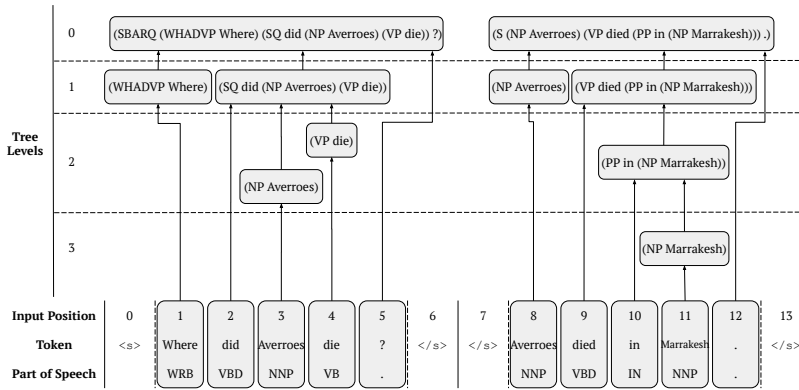 0 (SBARQ (WHADVP Where) (SQ did (NP Averroes) (VP die)) ?) (S (NP Averroes) (VP died (PP in (NP Marrakesh))) .)
1 (WHADVP Where) (SQ did (NP Averroes) (VP die)) (NP Averroes) (VP died (PP in (NP Marrakesh)))
Tree
Levels
(VP die)
2 (PP in (NP Marrakesh))
(NP Averroes)
3 (NP Marrakesh)
Input Position 0 1 2 3 4 5 6 7 8 9 10 11 12 13
Token <s> Where did Averroes die ? </s> </s> Averroes died in Marrakesh . </s>
Part of Speech WRB VBD NNP VB . NNP VBD IN NNP .